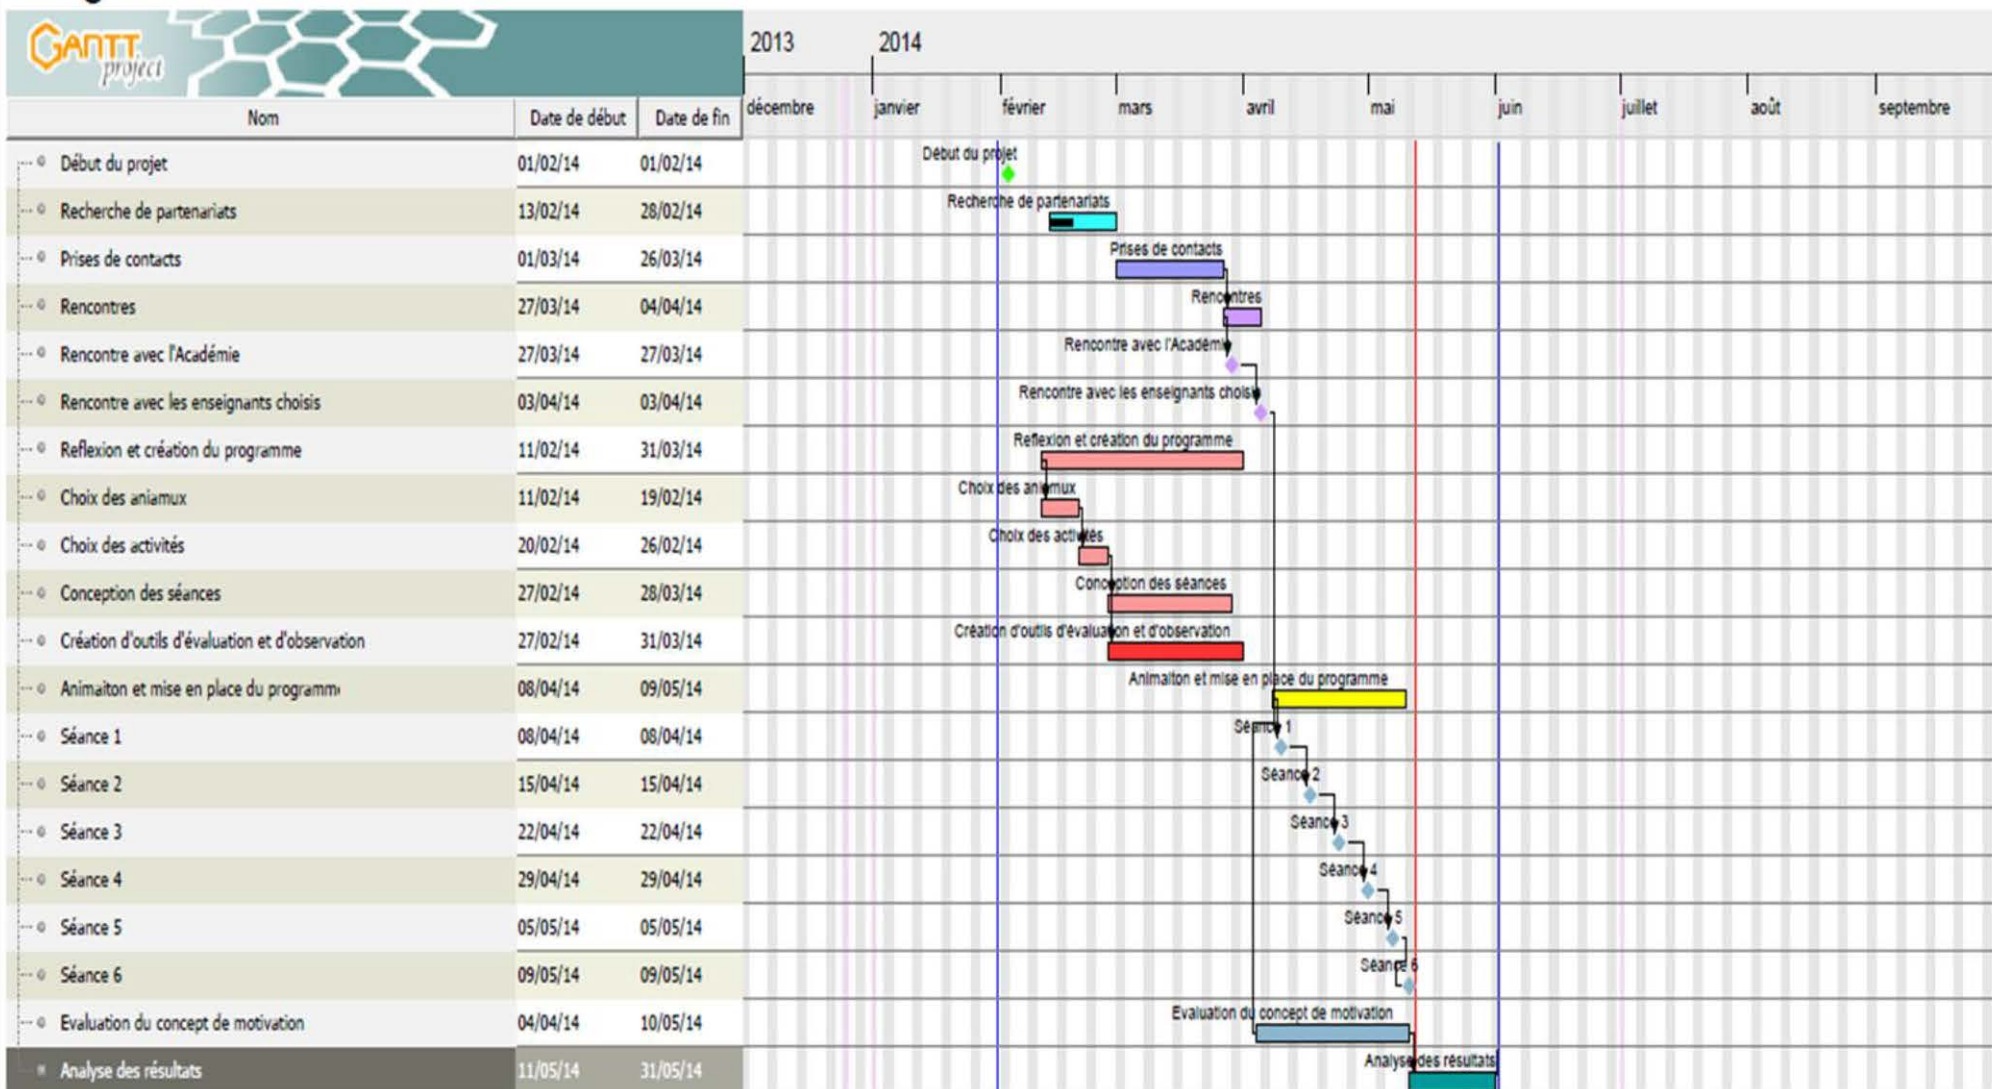 GANTT
project
2013 2014
Nom Date de début Date de fin décembre janvier février mars avril mai juin juillet août septembre
Début du projet 01/02/14 01/02/14 Début du projet
Recherche de partenariats 13/02/14 28/02/14 Recherche de partenariats
Prises de contacts 01/03/14 26/03/14 Prises de contacts
Rencontres 27/03/14 04/04/14 Rencontres
Rencontre avec l'Académie 27/03/14 27/03/14 Rencontre avec l'Académi
Rencontre avec les enseignants choisis 03/04/14 03/04/14 Rencontre avec les enseignants choisis
Reflexion et création du programme 11/02/14 31/03/14 Reflexion et création du programme
Choix des aniamux 11/02/14 19/02/14 Choix des aniamux
Choix des activités 20/02/14 26/02/14 Choix des activités
Conception des séances 27/02/14 28/03/14 Conception des séances
Création d'outils d'évaluation et d'observation 27/02/14 31/03/14 Création d'outils d'évaluation et d'observation
Animaiton et mise en place du programm 08/04/14 09/05/14 Animaiton et mise en place du programme
Séance 1 08/04/14 08/04/14 Séance 1
Séance 2 15/04/14 15/04/14 Séance 2
Séance 3 22/04/14 22/04/14 Séance 3
Séance 4 29/04/14 29/04/14 Séance 4
Séance 5 05/05/14 05/05/14 Séance 5
Séance 6 09/05/14 09/05/14 Séance 6
Evaluation du concept de motivation 04/04/14 10/05/14 Evaluation du concept de motivation
Analyse des résultats 11/05/14 31/05/14 Analyse des résultats